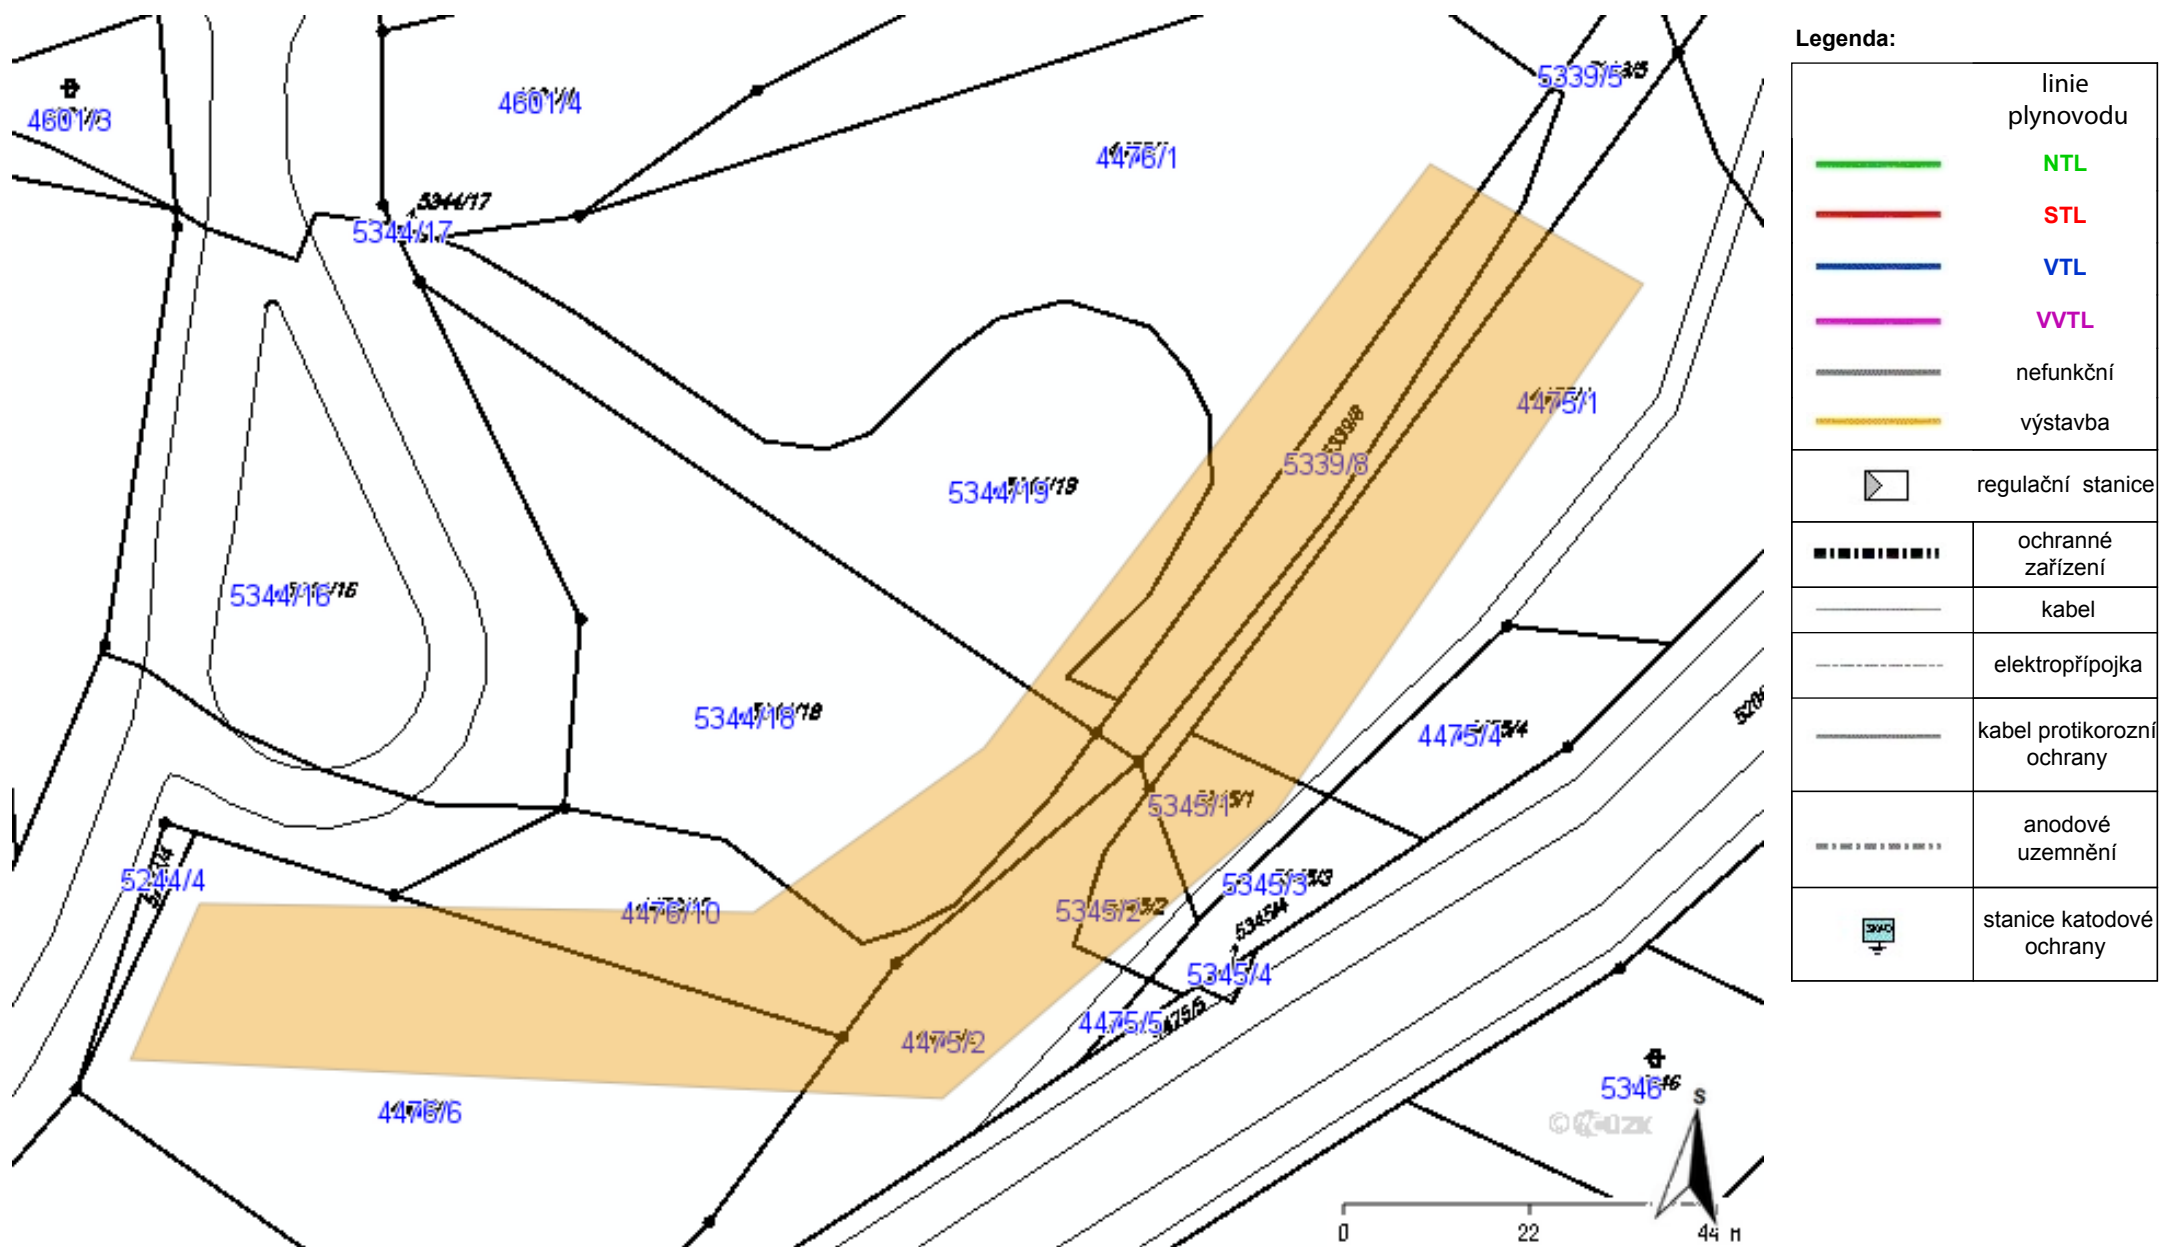 Legenda:
linie
plynovodu
NTL
STL
VTL
VVTL
nefunkční
výstavba
regulační stanice
ochranné
zařízení
kabel
elektropřípojka
kabel protikorozní
ochrany
anodové
uzemnění
stanice katodové
ochrany
5339/5
4601/4
4601/3
4476/1
5344/17
5344/17
4475/1
5339/8
5339/8
5344/19
5344/16
5344/18
4475/4
5345/1
5244/4
5345/3
4476/10
5345/2
5345/4
5345/4
4475/5
4475/2
5346
4476/6
S
0
22
44 M